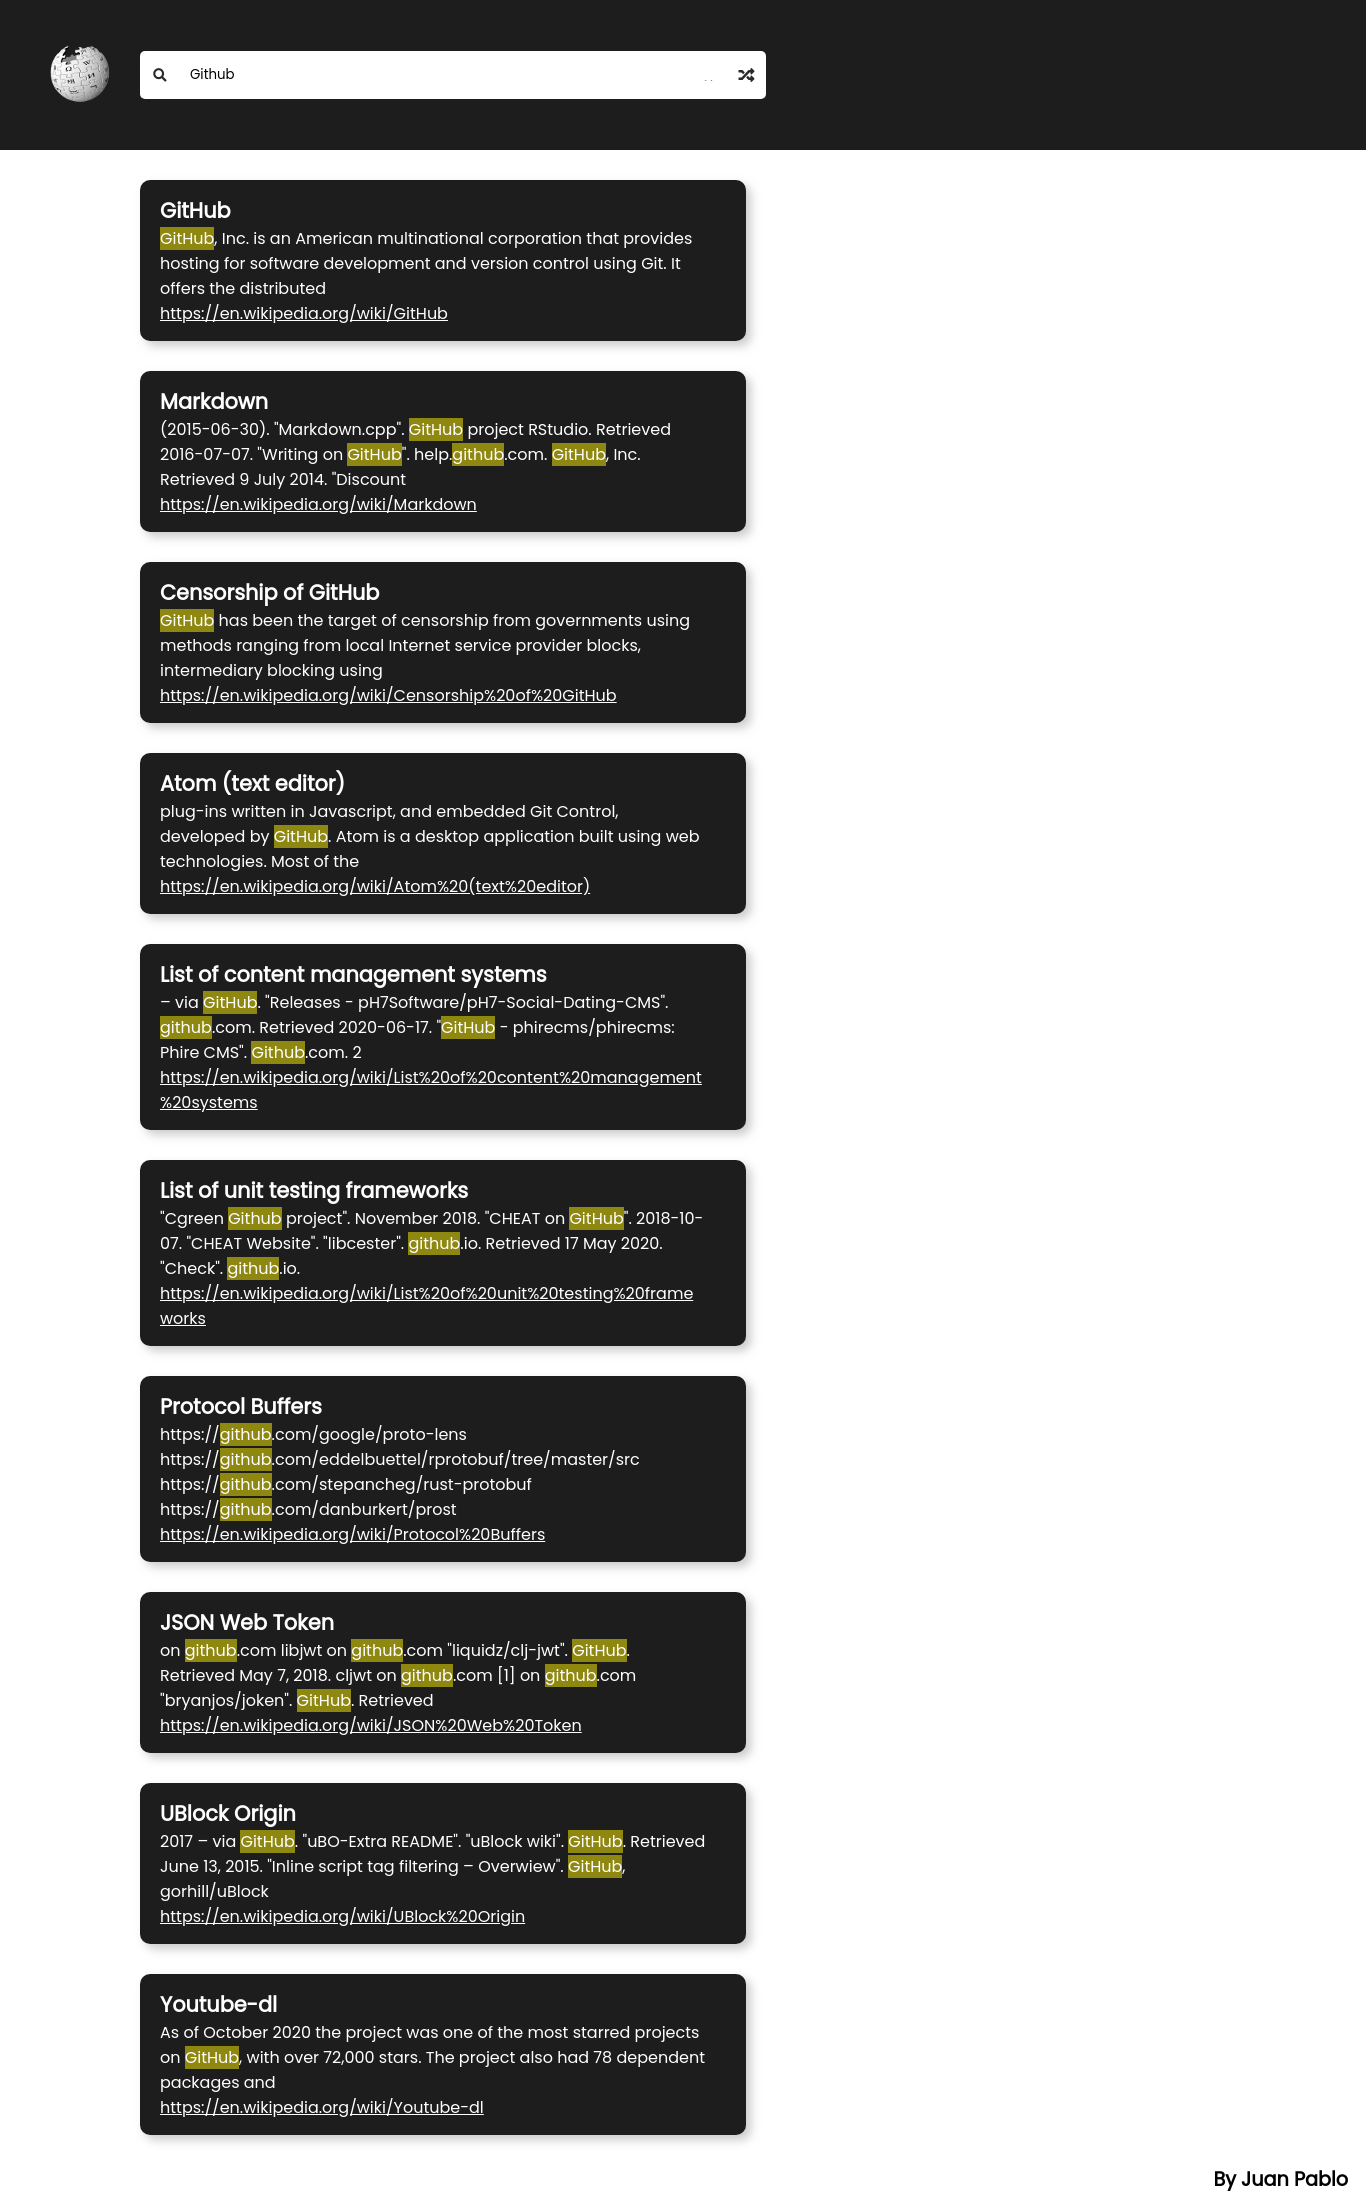 Github
GitHub
GitHub, Inc. is an American multinational corporation that provides
hosting for software development and version control using Git. It
offers the distributed
https://en.wikipedia.org/wiki/GitHub
Markdown
(2015-06-30). "Markdown.cpp". GitHub project RStudio. Retrieved
2016-07-07. "Writing on GitHub". help.github.com. GitHub, Inc.
Retrieved 9 July 2014. "Discount
https://en.wikipedia.org/wiki/Markdown
Censorship of GitHub
GitHub has been the target of censorship from governments using
methods ranging from local Internet service provider blocks,
intermediary blocking using
https://en.wikipedia.org/wiki/Censorship%20of%20GitHub
Atom (text editor)
plug-ins written in Javascript, and embedded Git Control,
developed by GitHub. Atom is a desktop application built using web
technologies. Most of the
https://en.wikipedia.org/wiki/Atom%20(text%20editor)
List of content management systems
– via GitHub. "Releases - pH7Software/pH7-Social-Dating-CMS".
github.com. Retrieved 2020-06-17. "GitHub - phirecms/phirecms:
Phire CMS". Github.com. 2
https://en.wikipedia.org/wiki/List%20of%20content%20management
%20systems
List of unit testing frameworks
"Cgreen Github project". November 2018. "CHEAT on GitHub". 2018-10-
07. "CHEAT Website". "libcester". github.io. Retrieved 17 May 2020.
"Check". github.io.
https://en.wikipedia.org/wiki/List%20of%20unit%20testing%20frame
works
Protocol Buffers
https://github.com/google/proto-lens
https://github.com/eddelbuettel/rprotobuf/tree/master/src
https://github.com/stepancheg/rust-protobuf
https://github.com/danburkert/prost
https://en.wikipedia.org/wiki/Protocol%20Buffers
JSON Web Token
on github.com libjwt on github.com "liquidz/clj-jwt". GitHub.
Retrieved May 7, 2018. cljwt on github.com [1] on github.com
"bryanjos/joken". GitHub. Retrieved
https://en.wikipedia.org/wiki/JSON%20Web%20Token
UBlock Origin
2017 – via GitHub. "uBO-Extra README". "uBlock wiki". GitHub. Retrieved
June 13, 2015. "Inline script tag filtering – Overwiew". GitHub,
gorhill/uBlock
https://en.wikipedia.org/wiki/UBlock%20Origin
Youtube-dl
As of October 2020 the project was one of the most starred projects
on GitHub, with over 72,000 stars. The project also had 78 dependent
packages and
https://en.wikipedia.org/wiki/Youtube-dl
By Juan Pablo